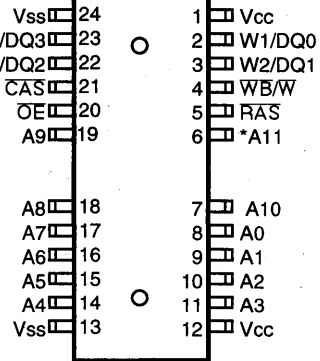 Vss 24 1 Vcc
/DQ3 23 2 W1/DQ0
/DQ2 22 3 W2/DQ1
CAS 21 4 WB/W
OE 20 5 RAS
A9 19 6 *A11
A8 18 7 A10
A7 17 8 A0
A6 16 9 A1
A5 15 10 A2
A4 14 11 A3
Vss 13 12 Vcc